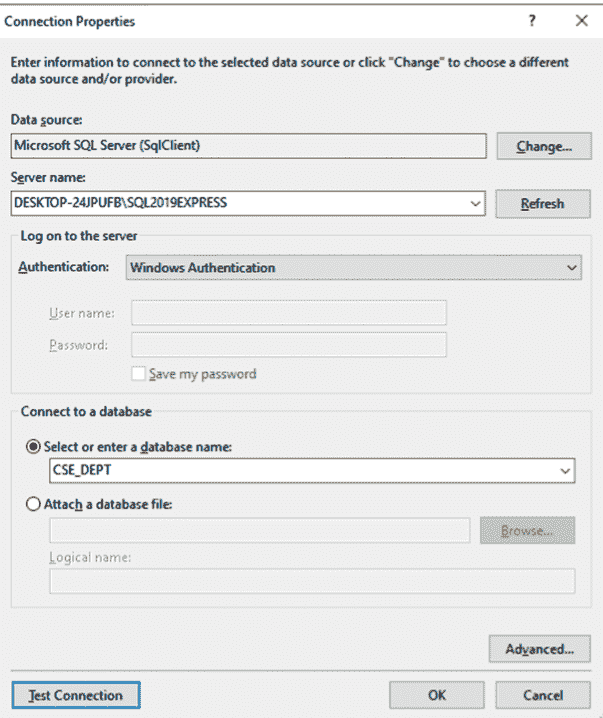 Connection Properties
?
Enter information to connect to the selected data source or click "Change" to choose a different
data source and/or provider.
Data source:
Microsoft SQL Server (SqlClient)
Change...
Server name:
DESKTOP-24JPUFB\SQL2019EXPRESS
Refresh
Log on to the server
Authentication:
Windows Authentication
User name:
Password:
Save my password
Connect to a database
Select or enter a database name:
CSE_DEPT
Attach a database file:
Browse...
Logical name:
Advanced...
Test Connection
OK
Cancel